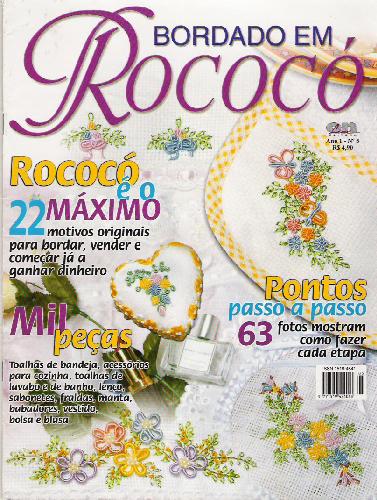 BORDADO EM
ROCOCÓ
Ano 1 - Nº 5
R$ 4,90
Rococó
é o
MÁXIMO
22 motivos originais
para bordar, vender e
começar já a
ganhar dinheiro
Pontos
passo a passo
63 fotos mostram
como fazer
cada etapa
Mil
peças
Toalhas de bandeja, acessórios
para cozinha, toalhas de
lavabo e de banho, lenço,
sabonetes, fraldas, manta,
babadores, vestido,
bolsa e blusa